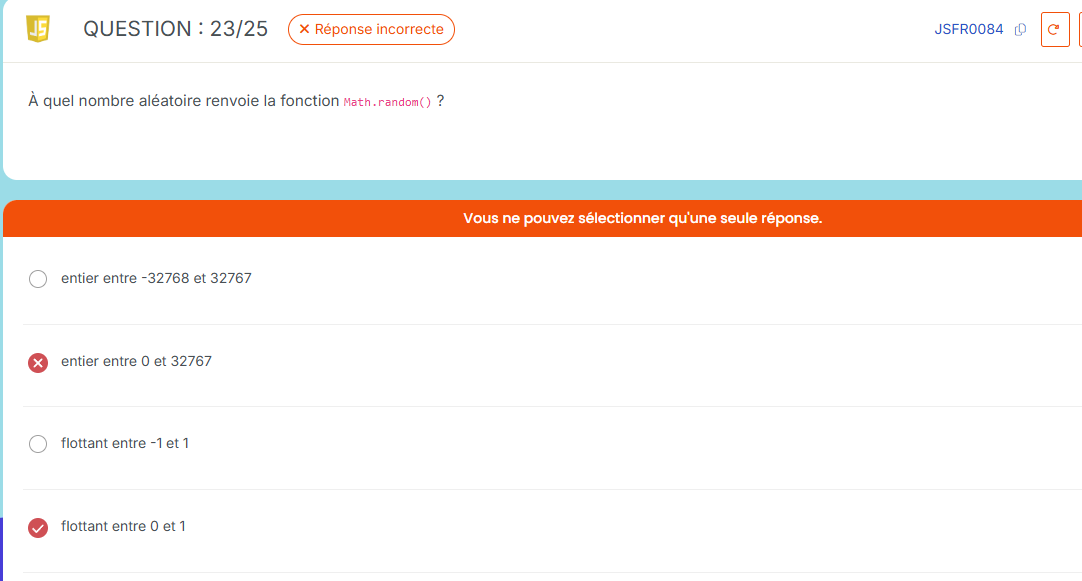 JS
QUESTION : 23/25
Réponse incorrecte
JSFR0084
À quel nombre aléatoire renvoie la fonction Math.random() ?
Vous ne pouvez sélectionner qu'une seule réponse.
entier entre -32768 et 32767
entier entre 0 et 32767
flottant entre -1 et 1
flottant entre 0 et 1